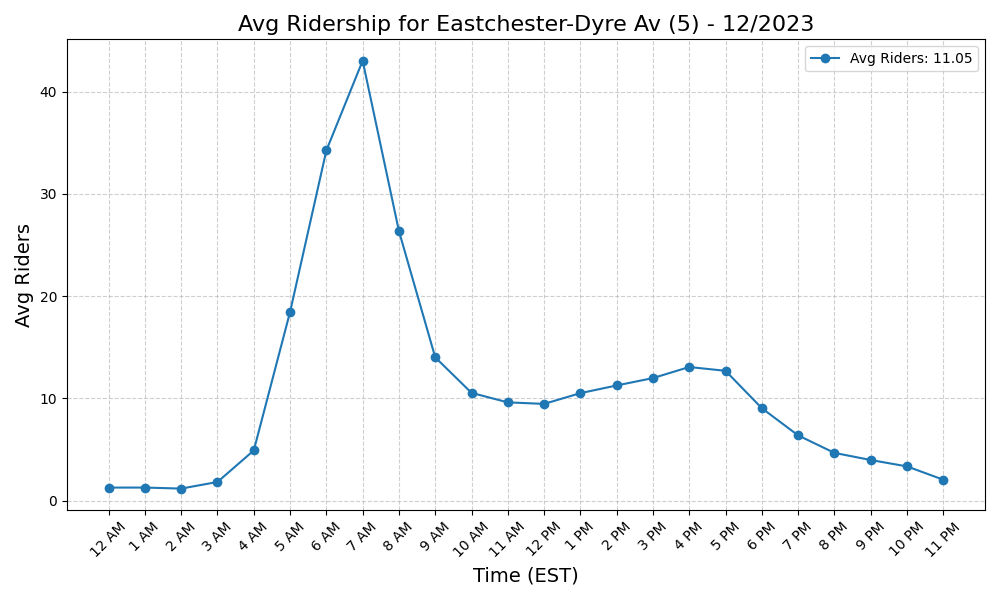 Avg Ridership for Eastchester-Dyre Av (5) - 12/2023
Avg Riders: 11.05
Avg Riders
40
30
20
10
0
12 AM
1 AM
2 AM
3 AM
4 AM
5 AM
6 AM
7 AM
8 AM
9 AM
10 AM
11 AM
12 PM
1 PM
2 PM
3 PM
4 PM
5 PM
6 PM
7 PM
8 PM
9 PM
10 PM
11 PM
Time (EST)